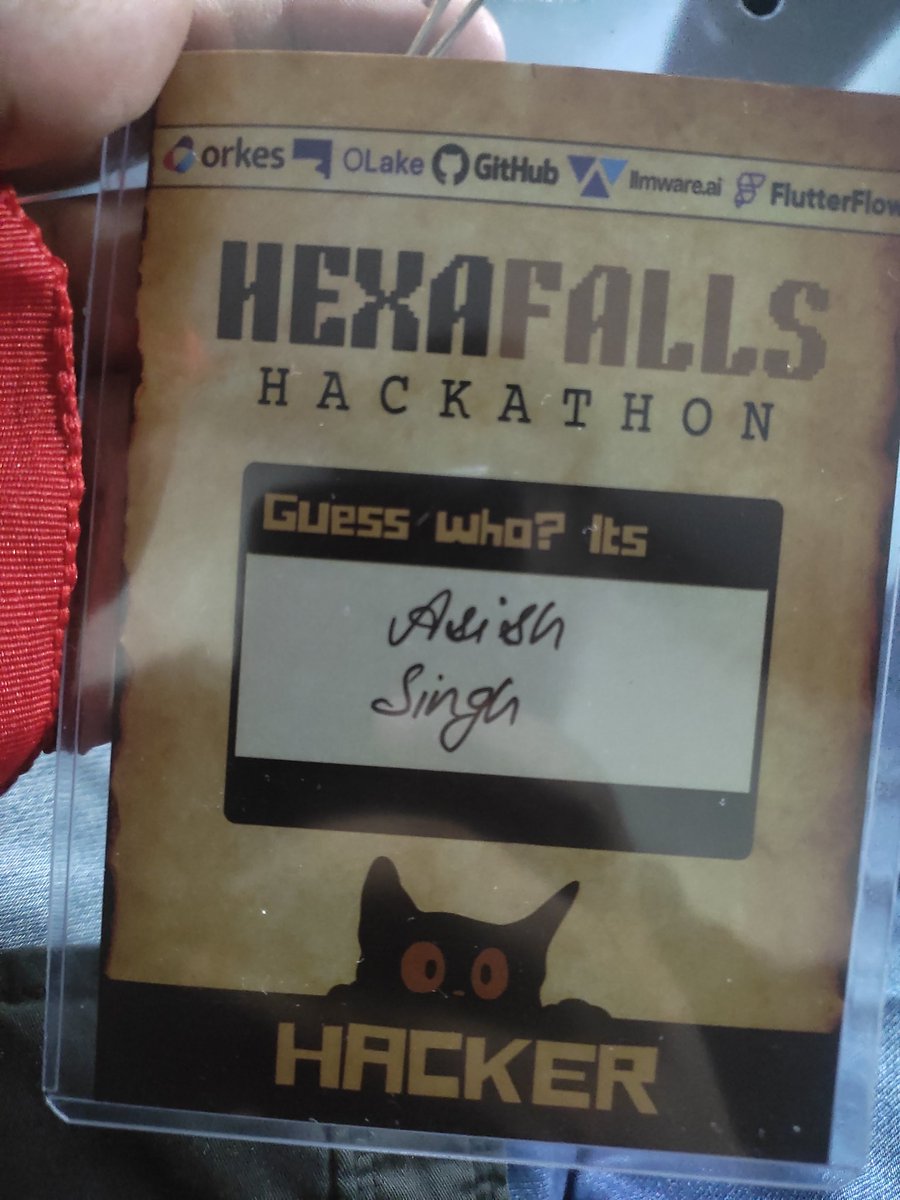 orkes OLake GitHub llmware.ai FlutterFlow
HEXAFALLS
HACKATHON
Guess who? Its
Asish
Singh
HACKER